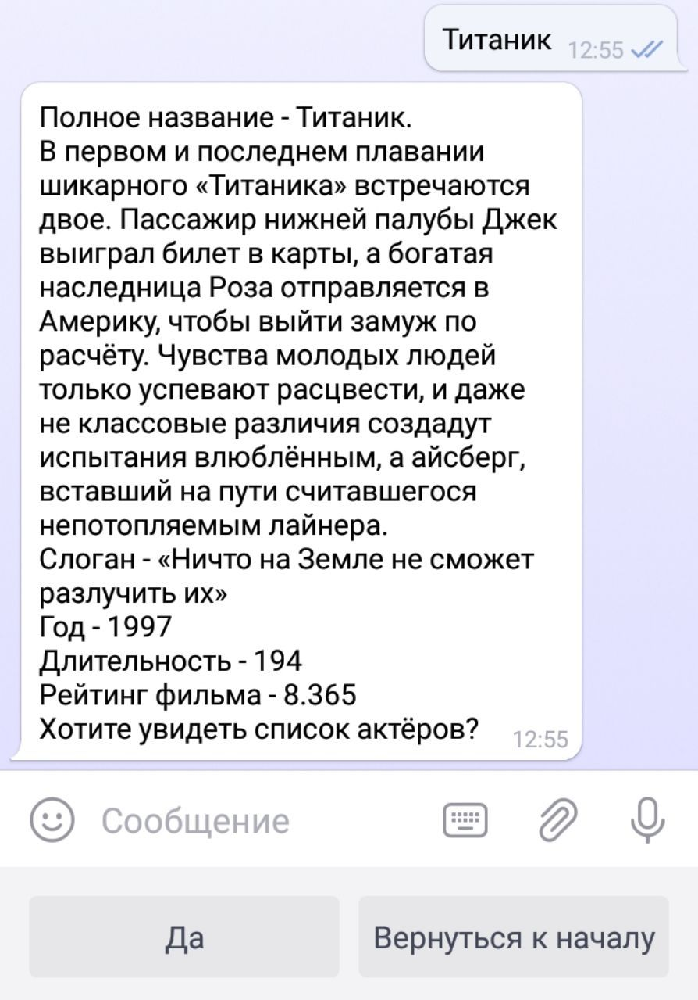 Титаник 12:55
Полное название - Титаник.
В первом и последнем плавании
шикарного «Титаника» встречаются
двое. Пассажир нижней палубы Джек
выиграл билет в карты, а богатая
наследница Роза отправляется в
Америку, чтобы выйти замуж по
расчёту. Чувства молодых людей
только успевают расцвести, и даже
не классовые различия создадут
испытания влюблённым, а айсберг,
вставший на пути считавшегося
непотопляемым лайнера.
Слоган - «Ничто на Земле не сможет
разлучить их»
Год - 1997
Длительность - 194
Рейтинг фильма - 8.365
Хотите увидеть список актёров? 12:55
Сообщение
Да
Вернуться к началу